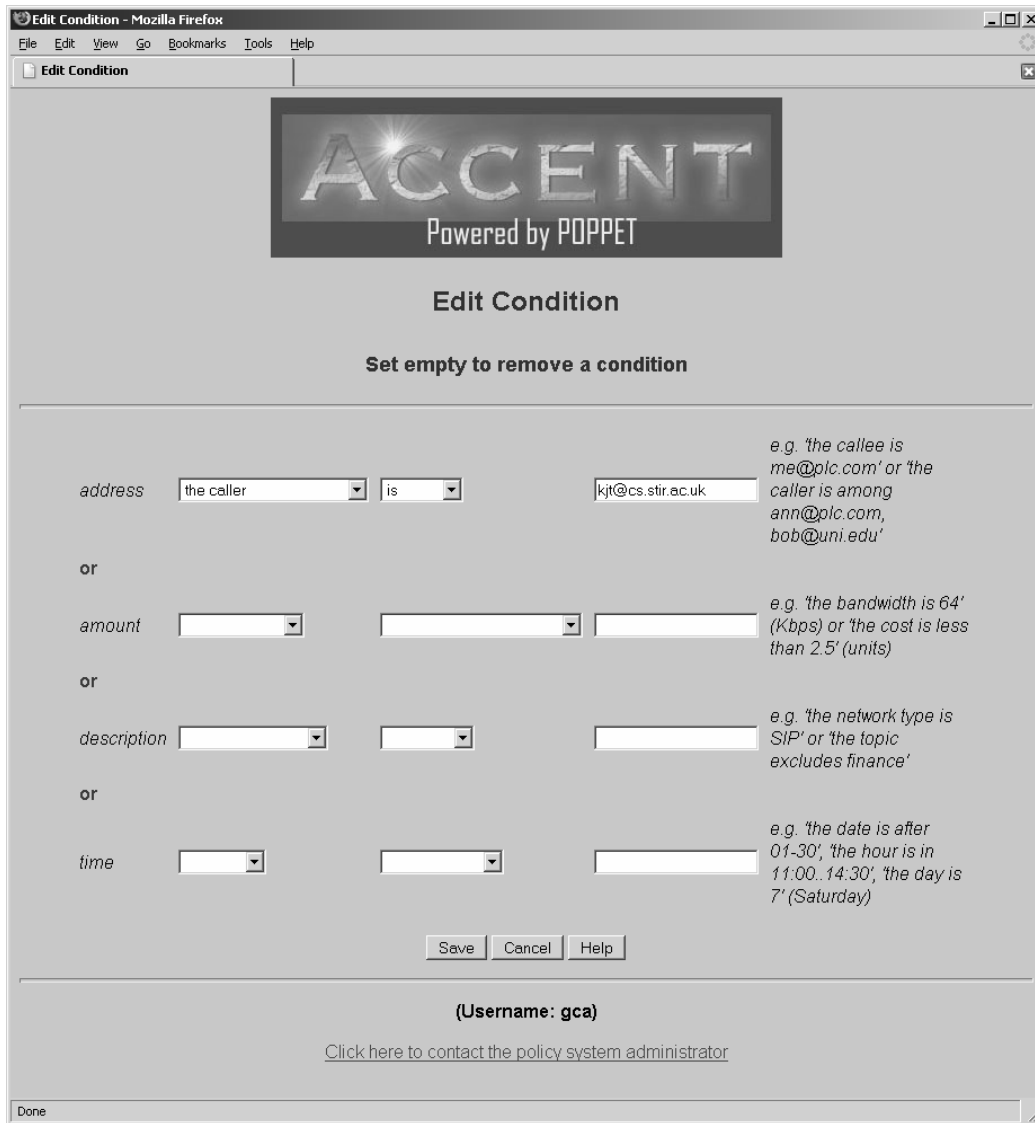 Edit Condition - Mozilla Firefox
File Edit View Go Bookmarks Tools Help
Edit Condition
ACCENT
Powered by POPPET
Edit Condition
Set empty to remove a condition
address the caller is kjt@cs.stir.ac.uk
e.g. 'the callee is
me@plc.com' or 'the
caller is among
ann@plc.com,
bob@uni.edu'
or
amount
e.g. 'the bandwidth is 64'
(Kbps) or 'the cost is less
than 2.5' (units)
or
description
e.g. 'the network type is
SIP' or 'the topic
excludes finance'
or
time
e.g. 'the date is after
01-30', 'the hour is in
11:00..14:30', 'the day is
7' (Saturday)
Save Cancel Help
(Username: gca)
Click here to contact the policy system administrator
Done